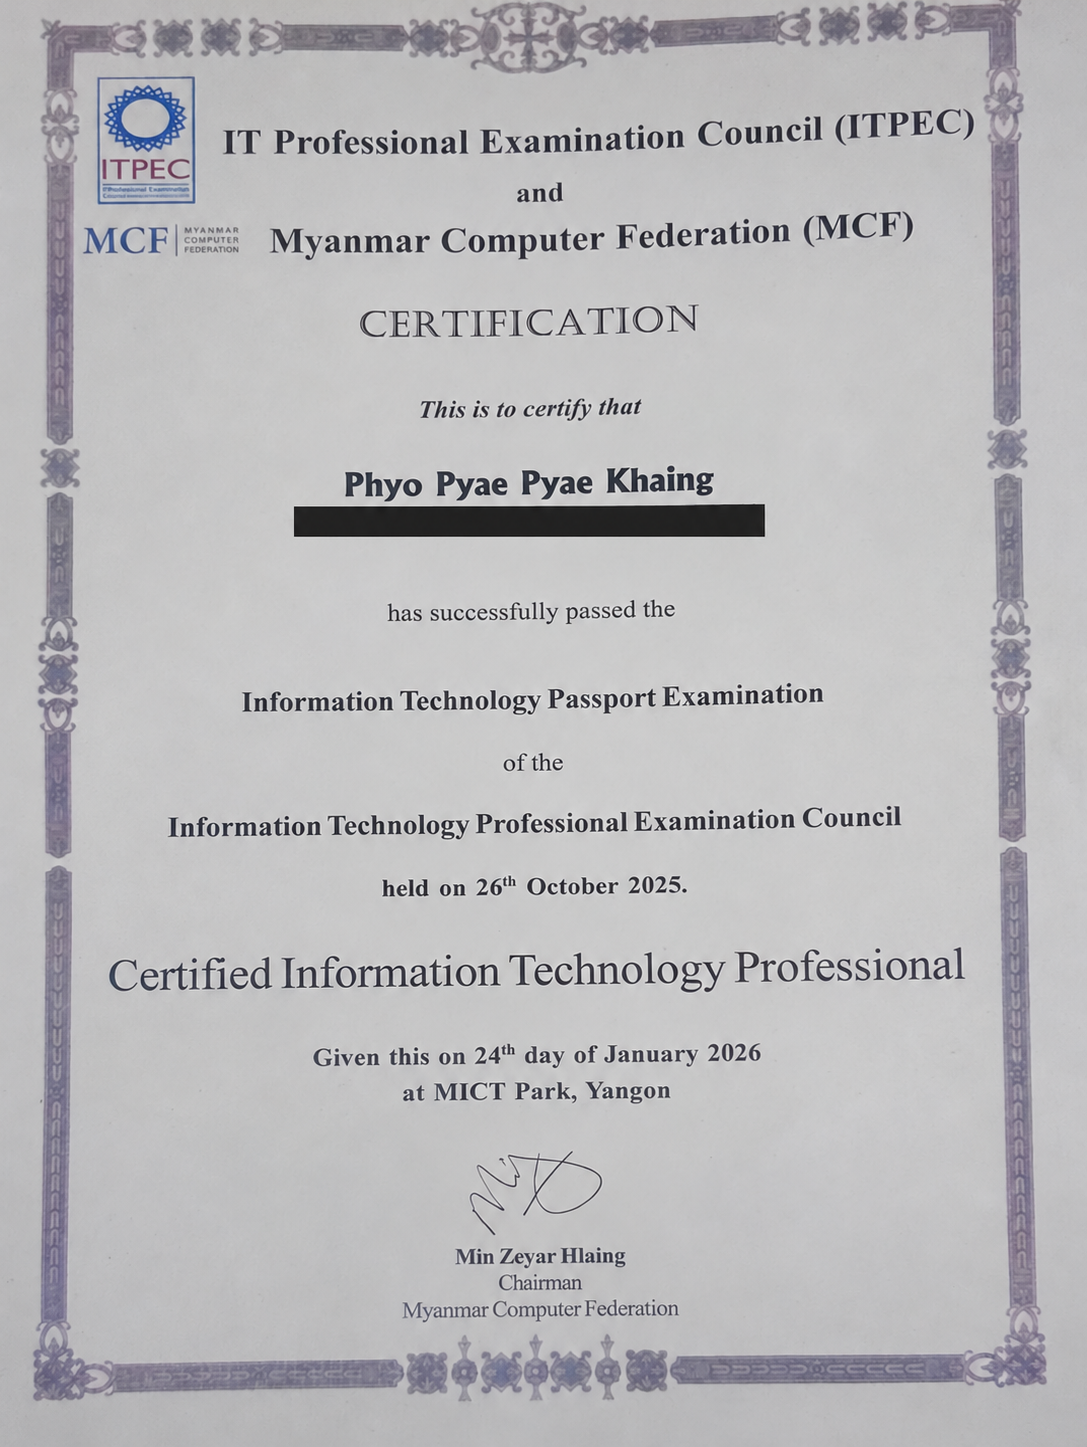 ITPEC
IT Professional Examination Council (ITPEC)
and
MCF
MYANMAR
COMPUTER
FEDERATION
Myanmar Computer Federation (MCF)
CERTIFICATION
This is to certify that
Phyo Pyae Pyae Khaing
has successfully passed the
Information Technology Passport Examination
of the
Information Technology Professional Examination Council
held on 26th October 2025.
Certified Information Technology Professional
Given this on 24th day of January 2026
at MICT Park, Yangon
Min Zeyar Hlaing
Chairman
Myanmar Computer Federation